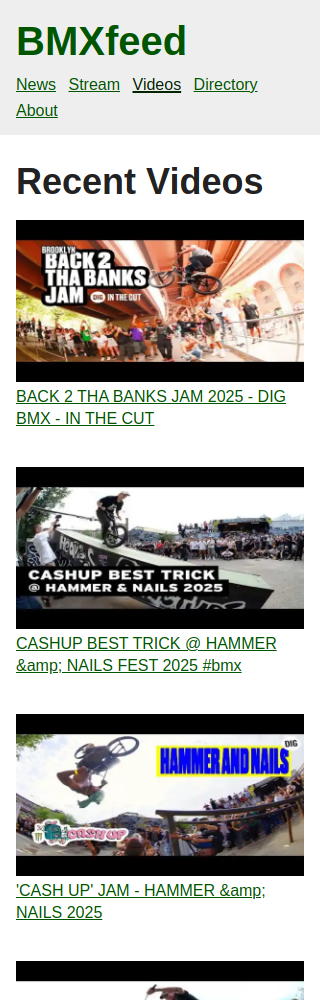 BMXfeed
News Stream Videos Directory
About
Recent Videos
BROOKLYN
BACK 2
THA BANKS
JAM DIG IN THE CUT
BACK 2 THA BANKS JAM 2025 - DIG
BMX - IN THE CUT
CASHUP BEST TRICK
@ HAMMER & NAILS 2025
CASHUP BEST TRICK @ HAMMER
&amp; NAILS FEST 2025 #bmx
DIG
HAMMER AND NAILS
CASH UP
'CASH UP' JAM - HAMMER &amp;
NAILS 2025